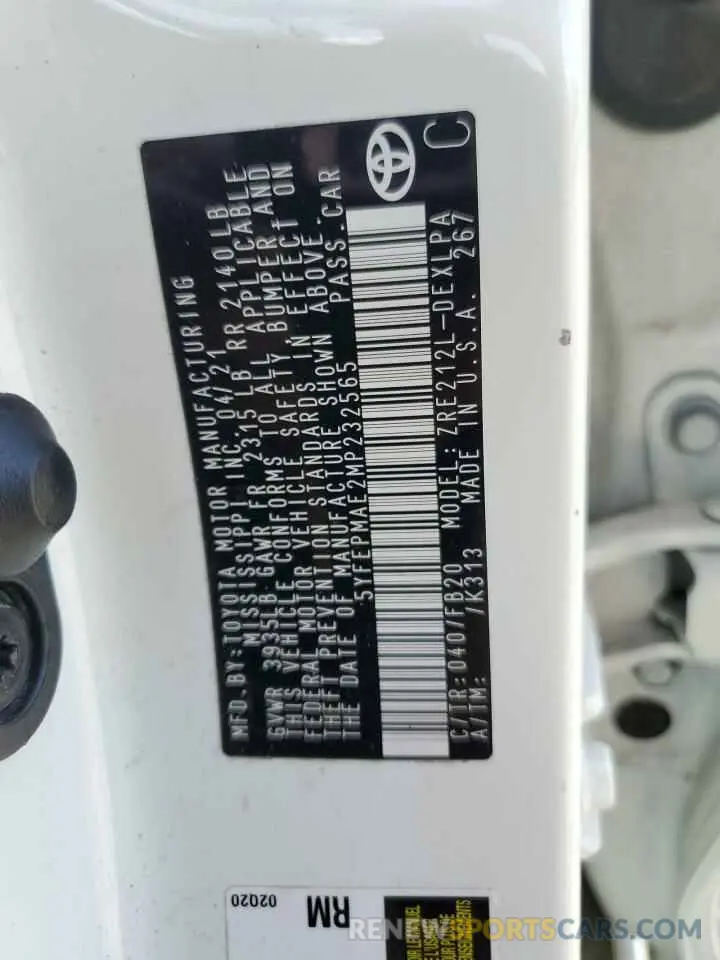 MFD. BY: TOYOTA MOTOR MANUFACTURING
MISSISSIPPI INC. 04/21
GVWR 3935LB GAWR FR 2315 LB RR 2140LB
THIS VEHICLE CONFORMS TO ALL APPLICABLE
FEDERAL MOTOR VEHICLE SAFETY, BUMPER AND
THEFT PREVENTION STANDARDS IN EFFECT ON
THE DATE OF MANUFACTURE SHOWN ABOVE.
5YFEPMAE2MP232565 PASS. CAR
C/TR: 040/FB20 MODEL: ZRE212L-DEXLPA
A/TM: /K313 MADE IN U.S.A. 267
C
02Q20
RM
RENEWSPORTSCARS.COM